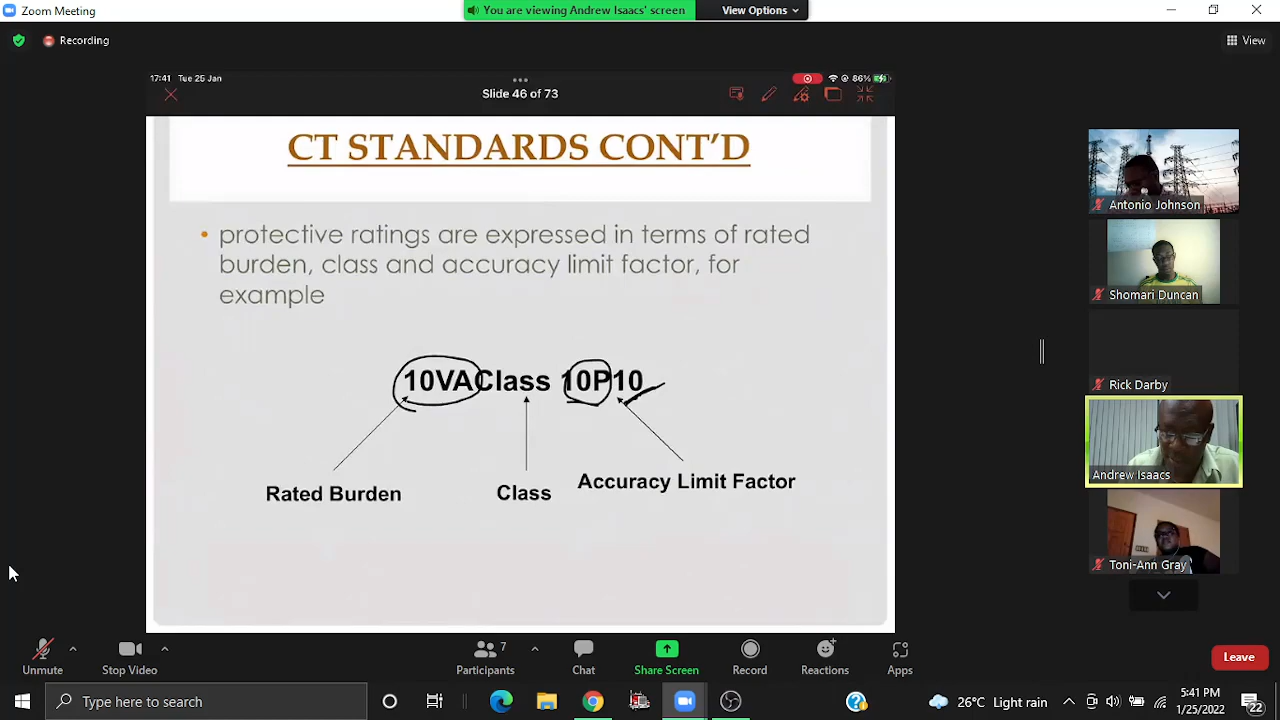 Zoom Meeting
You are viewing Andrew Isaacs' screen
View Options
Recording
View
17:41 Tue 25 Jan
86%
Slide 46 of 73
CT STANDARDS CONT'D
• protective ratings are expressed in terms of rated
burden, class and accuracy limit factor, for
example
10VAClass 10P10
Rated Burden
Class
Accuracy Limit Factor
Antonio Johnson
Shomari Duncan
Rick Darby
Andrew Isaacs
Toni-Ann Gray
Unmute
Stop Video
7
Participants
Chat
Share Screen
Record
Reactions
Apps
Leave
Type here to search
26°C Light rain
5:41 PM
1/25/2022
22